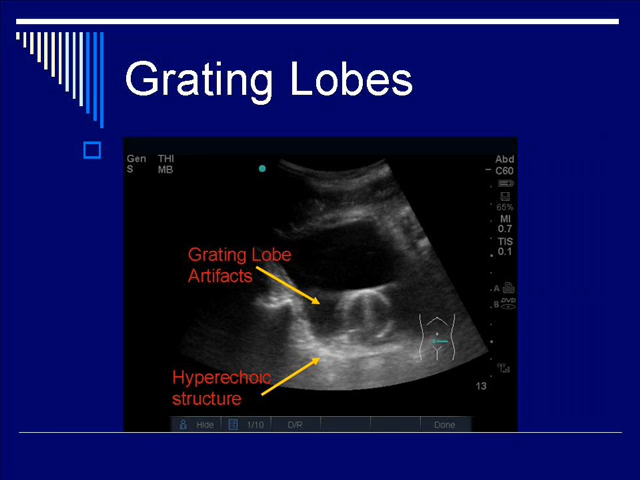 Grating Lobes
Gen THI
S MB
Abd
C60
65%
MI
0.7
TIS
0.1
Grating Lobe
Artifacts
A
B DVD
Hyperechoic
structure
13
Hide 1/10 D/R Done